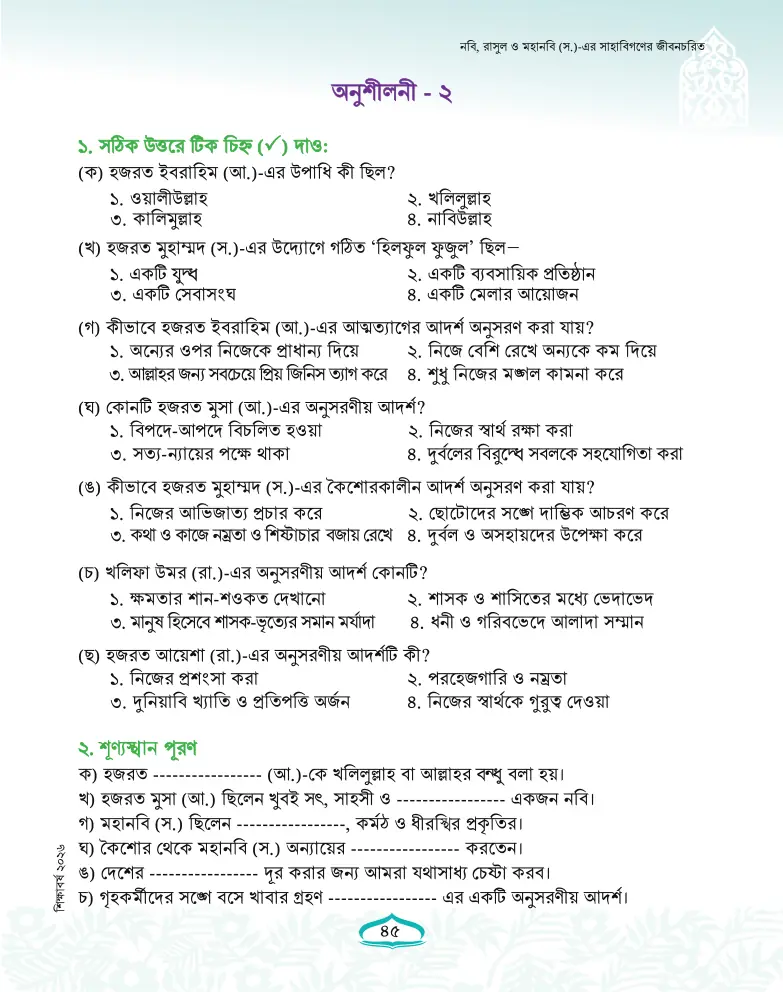 নবি, রাসুল ও মহানবি (স.)-এর সাহাবিগণের জীবনচরিত
অনুশীলনী - ২
১. সঠিক উত্তরে টিক চিহ্ন (✓) দাও:
(ক) হজরত ইবরাহিম (আ.)-এর উপাধি কী ছিল?
১. ওয়ালীউল্লাহ ২. খলিলুল্লাহ
৩. কালিমুল্লাহ ৪. নাবিউল্লাহ
(খ) হজরত মুহাম্মদ (স.)-এর উদ্যোগে গঠিত ‘হিলফুল ফুজুল’ ছিল–
১. একটি যুদ্ধ ২. একটি ব্যবসায়িক প্রতিষ্ঠান
৩. একটি সেবাসংঘ ৪. একটি মেলার আয়োজন
(গ) কীভাবে হজরত ইবরাহিম (আ.)-এর আত্মত্যাগের আদর্শ অনুসরণ করা যায়?
১. অন্যের ওপর নিজেকে প্রাধান্য দিয়ে ২. নিজে বেশি রেখে অন্যকে কম দিয়ে
৩. আল্লাহর জন্য সবচেয়ে প্রিয় জিনিস ত্যাগ করে ৪. শুধু নিজের মঙ্গল কামনা করে
(ঘ) কোনটি হজরত মুসা (আ.)-এর অনুসরণীয় আদর্শ?
১. বিপদে-আপদে বিচলিত হওয়া ২. নিজের স্বার্থ রক্ষা করা
৩. সত্য-ন্যায়ের পক্ষে থাকা ৪. দুর্বলের বিরুদ্ধে সবলকে সহযোগিতা করা
(ঙ) কীভাবে হজরত মুহাম্মদ (স.)-এর কৈশোরকালীন আদর্শ অনুসরণ করা যায়?
১. নিজের আভিজাত্য প্রচার করে ২. ছোটোদের সঙ্গে দাম্ভিক আচরণ করে
৩. কথা ও কাজে নম্রতা ও শিষ্টাচার বজায় রেখে ৪. দুর্বল ও অসহায়দের উপেক্ষা করে
(চ) খলিফা উমর (রা.)-এর অনুসরণীয় আদর্শ কোনটি?
১. ক্ষমতার শান-শওকত দেখানো ২. শাসক ও শাসিতের মধ্যে ভেদাভেদ
৩. মানুষ হিসেবে শাসক-ভৃত্যের সমান মর্যাদা ৪. ধনী ও গরিবভেদে আলাদা সম্মান
(ছ) হজরত আয়েশা (রা.)-এর অনুসরণীয় আদর্শটি কী?
১. নিজের প্রশংসা করা ২. পরহেজগারি ও নম্রতা
৩. দুনিয়াবি খ্যাতি ও প্রতিপত্তি অর্জন ৪. নিজের স্বার্থকে গুরুত্ব দেওয়া
২. শূণ্যস্থান পূরণ
ক) হজরত ----------------- (আ.)-কে খলিলুল্লাহ বা আল্লাহর বন্ধু বলা হয়।
খ) হজরত মুসা (আ.) ছিলেন খুবই সৎ, সাহসী ও ----------------- একজন নবি।
গ) মহানবি (স.) ছিলেন -----------------, কর্মঠ ও ধীরস্থির প্রকৃতির।
ঘ) কৈশোর থেকে মহানবি (স.) অন্যায়ের ----------------- করতেন।
ঙ) দেশের ----------------- দূর করার জন্য আমরা যথাসাধ্য চেষ্টা করব।
চ) গৃহকর্মীদের সঙ্গে বসে খাবার গ্রহণ ----------------- এর একটি অনুসরণীয় আদর্শ।
শিক্ষাবর্ষ ২০২৬
৪৫